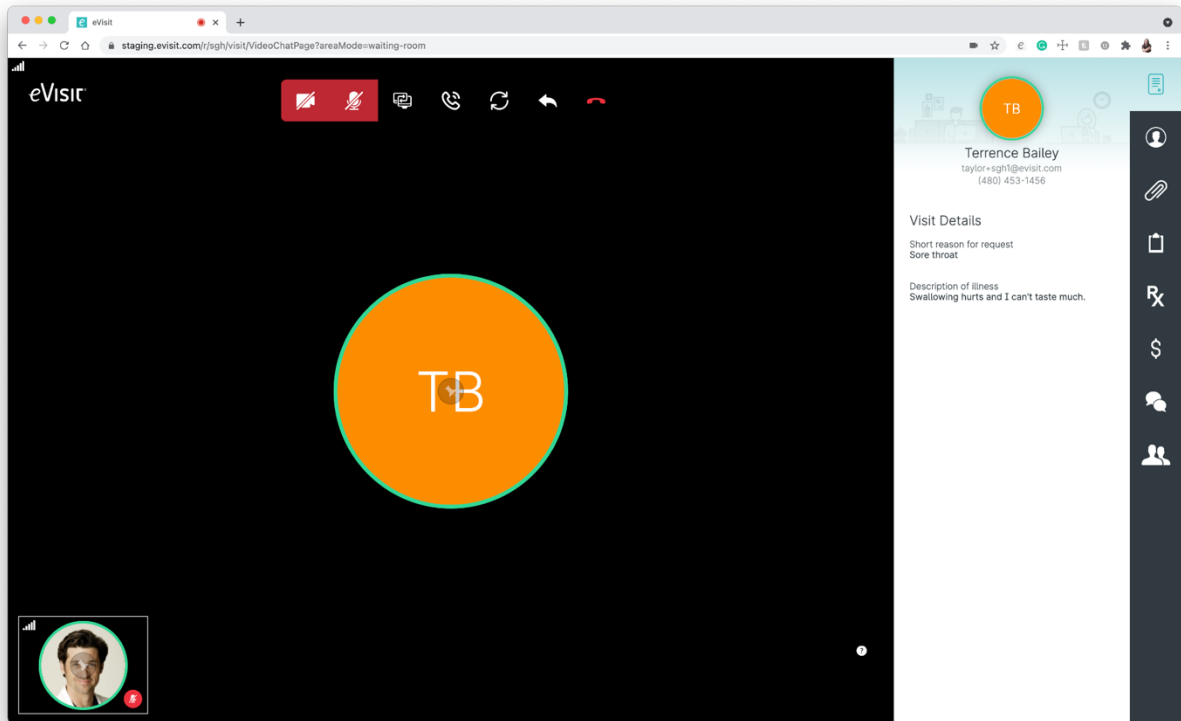 eVisit
staging.evisit.com/r/sgh/visit/VideoChatPage?areaMode=waiting-room
eVisit
TB
Terrence Bailey
taylor+sgh1@evisit.com
(480) 453-1456
Visit Details
Short reason for request
Sore throat
Description of illness
Swallowing hurts and I can't taste much.
Rx
$
TB
?